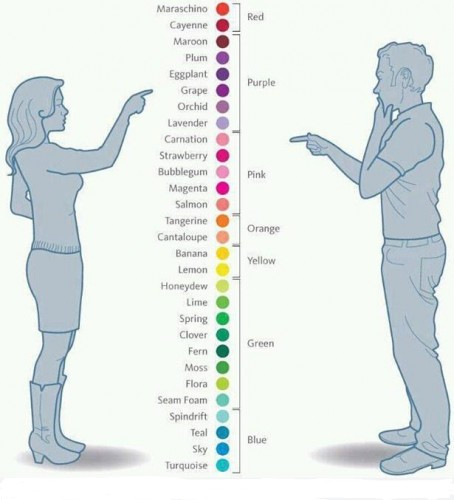 Maraschino
Cayenne
Red
Maroon
Plum
Eggplant
Grape
Orchid
Lavender
Purple
Carnation
Strawberry
Bubblegum
Magenta
Salmon
Pink
Tangerine
Cantaloupe
Orange
Banana
Lemon
Yellow
Honeydew
Lime
Spring
Clover
Fern
Moss
Flora
Seam Foam
Green
Spindrift
Teal
Sky
Turquoise
Blue